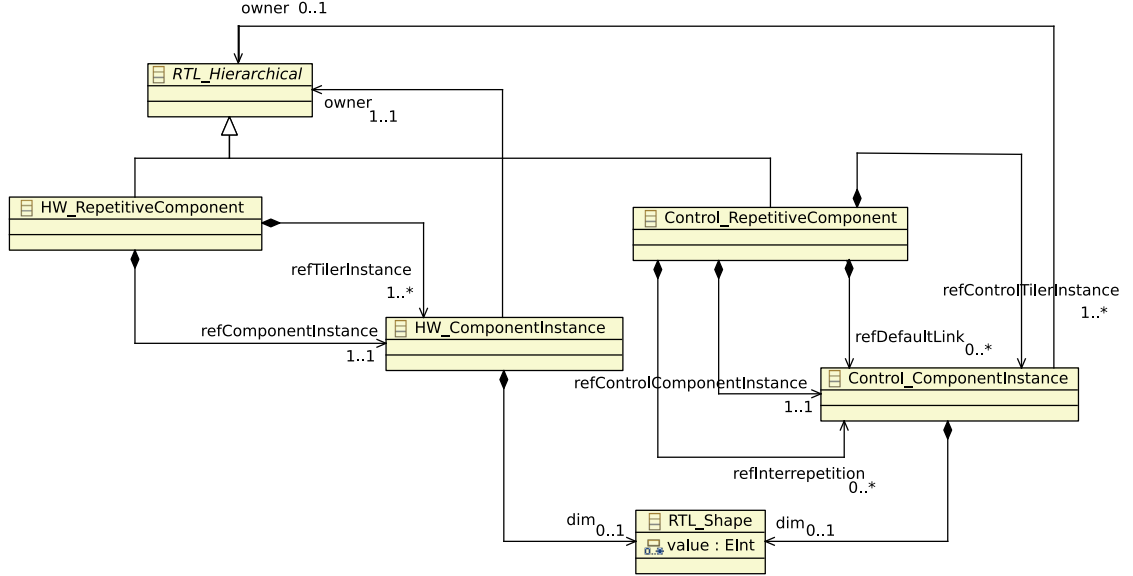 owner 0..1
RTL_Hierarchical
owner
1..1
HW_RepetitiveComponent
Control_RepetitiveComponent
refTilerInstance
1..*
refControlTilerInstance
1..*
refComponentInstance
1..1
HW_ComponentInstance
refDefaultLink
0..*
refControlComponentInstance
1..1
Control_ComponentInstance
refInterrepetition
0..*
dim
0..1
RTL_Shape
dim
0..1
0..*
value : EInt